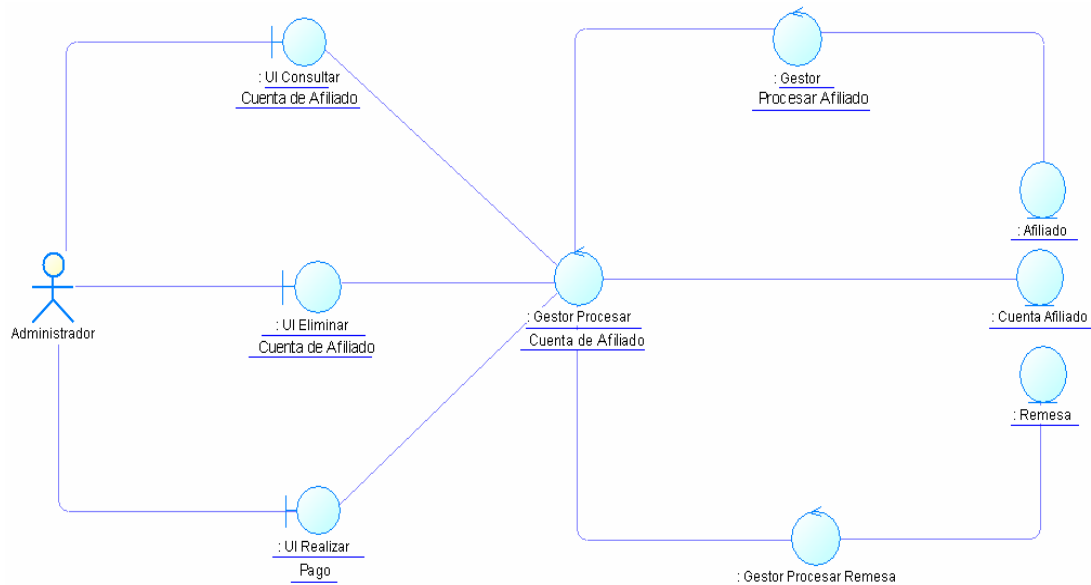 : UI Consultar
Cuenta de Afiliado
: Gestor
Procesar Afiliado
: Afiliado
Administrador
: UI Eliminar
Cuenta de Afiliado
: Gestor Procesar
Cuenta de Afiliado
: Cuenta Afiliado
: Remesa
: UI Realizar
Pago
: Gestor Procesar Remesa